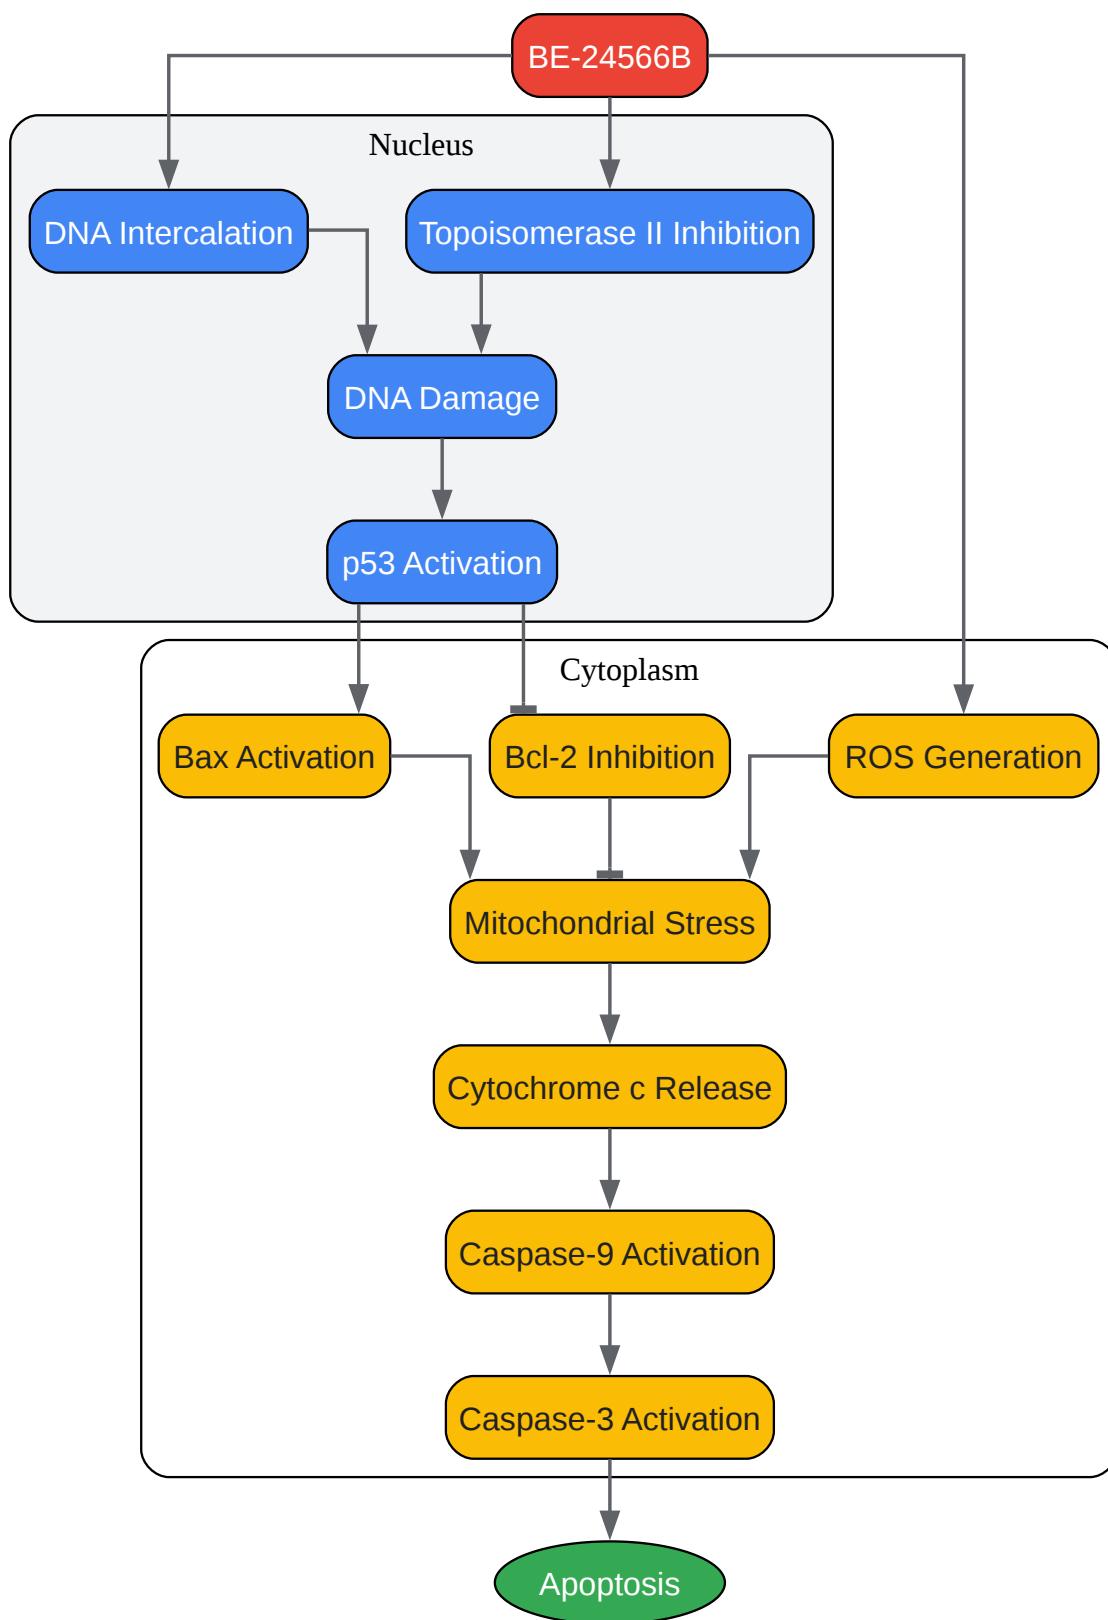 BE-24566B
Nucleus
DNA Intercalation
Topoisomerase II Inhibition
DNA Damage
p53 Activation
Cytoplasm
Bax Activation
Bcl-2 Inhibition
ROS Generation
Mitochondrial Stress
Cytochrome c Release
Caspase-9 Activation
Caspase-3 Activation
Apoptosis